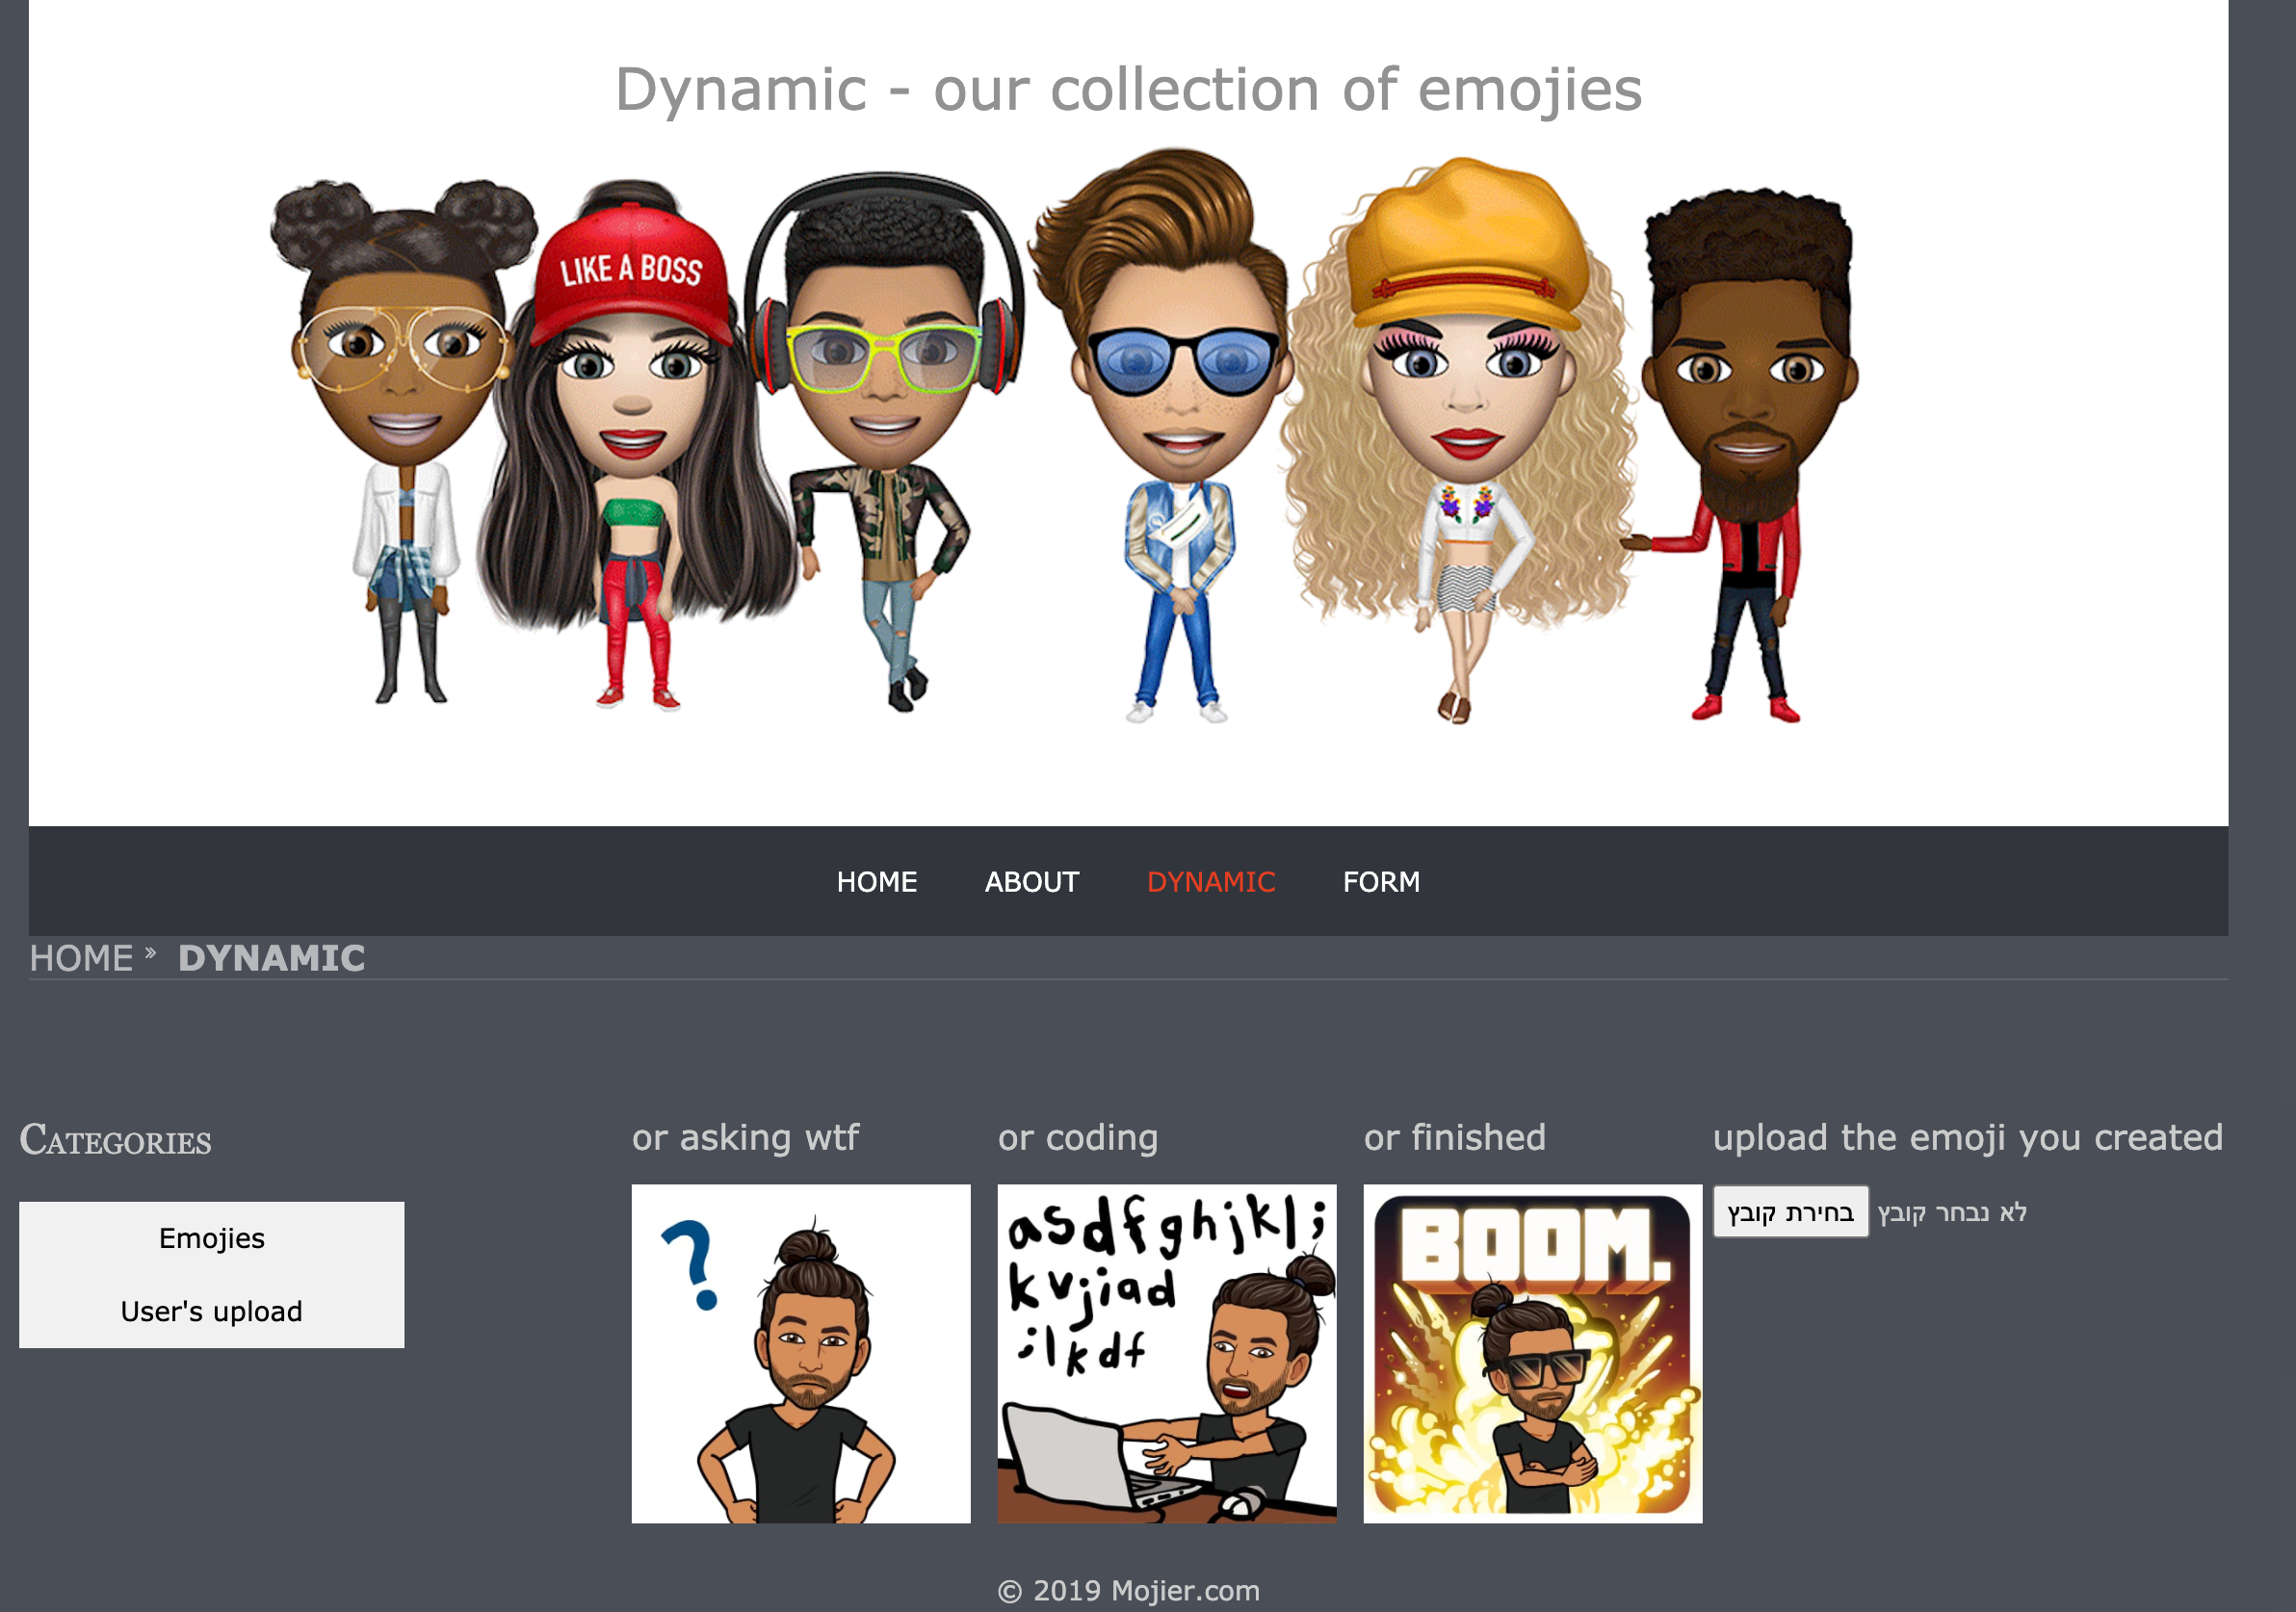 Dynamic - our collection of emojies
LIKE A BOSS
HOME ABOUT DYNAMIC FORM
HOME » DYNAMIC
Categories
Emojies
User's upload
or asking wtf
?
or coding
asdfghjkl;
kvjiad
;lkdf
or finished
BOOM.
upload the emoji you created
בחירת קובץ לא נבחר קובץ
© 2019 Mojier.com